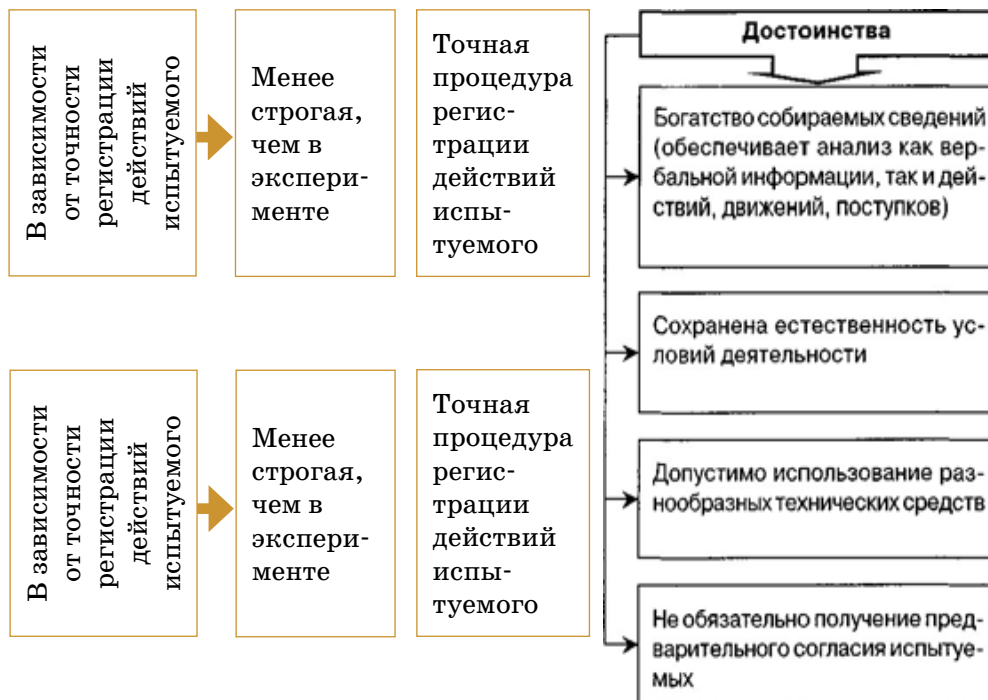 В зависимости
от точности
регистрации
действий
испытуемого
Менее
строгая,
чем в
экспери-
менте
Точная
процедура
регис-
трации
действий
испы-
туемого
В зависимости
от точности
регистрации
действий
испытуемого
Менее
строгая,
чем в
экспери-
менте
Точная
процедура
регис-
трации
действий
испы-
туемого
Достоинства
Богатство собираемых сведений
(обеспечивает анализ как вер-
бальной информации, так и дей-
ствий, движений, поступков)
Сохранена естественность ус-
ловий деятельности
Допустимо использование раз-
нообразных технических средств
Не обязательно получение пред-
варительного согласия испытуе-
мых